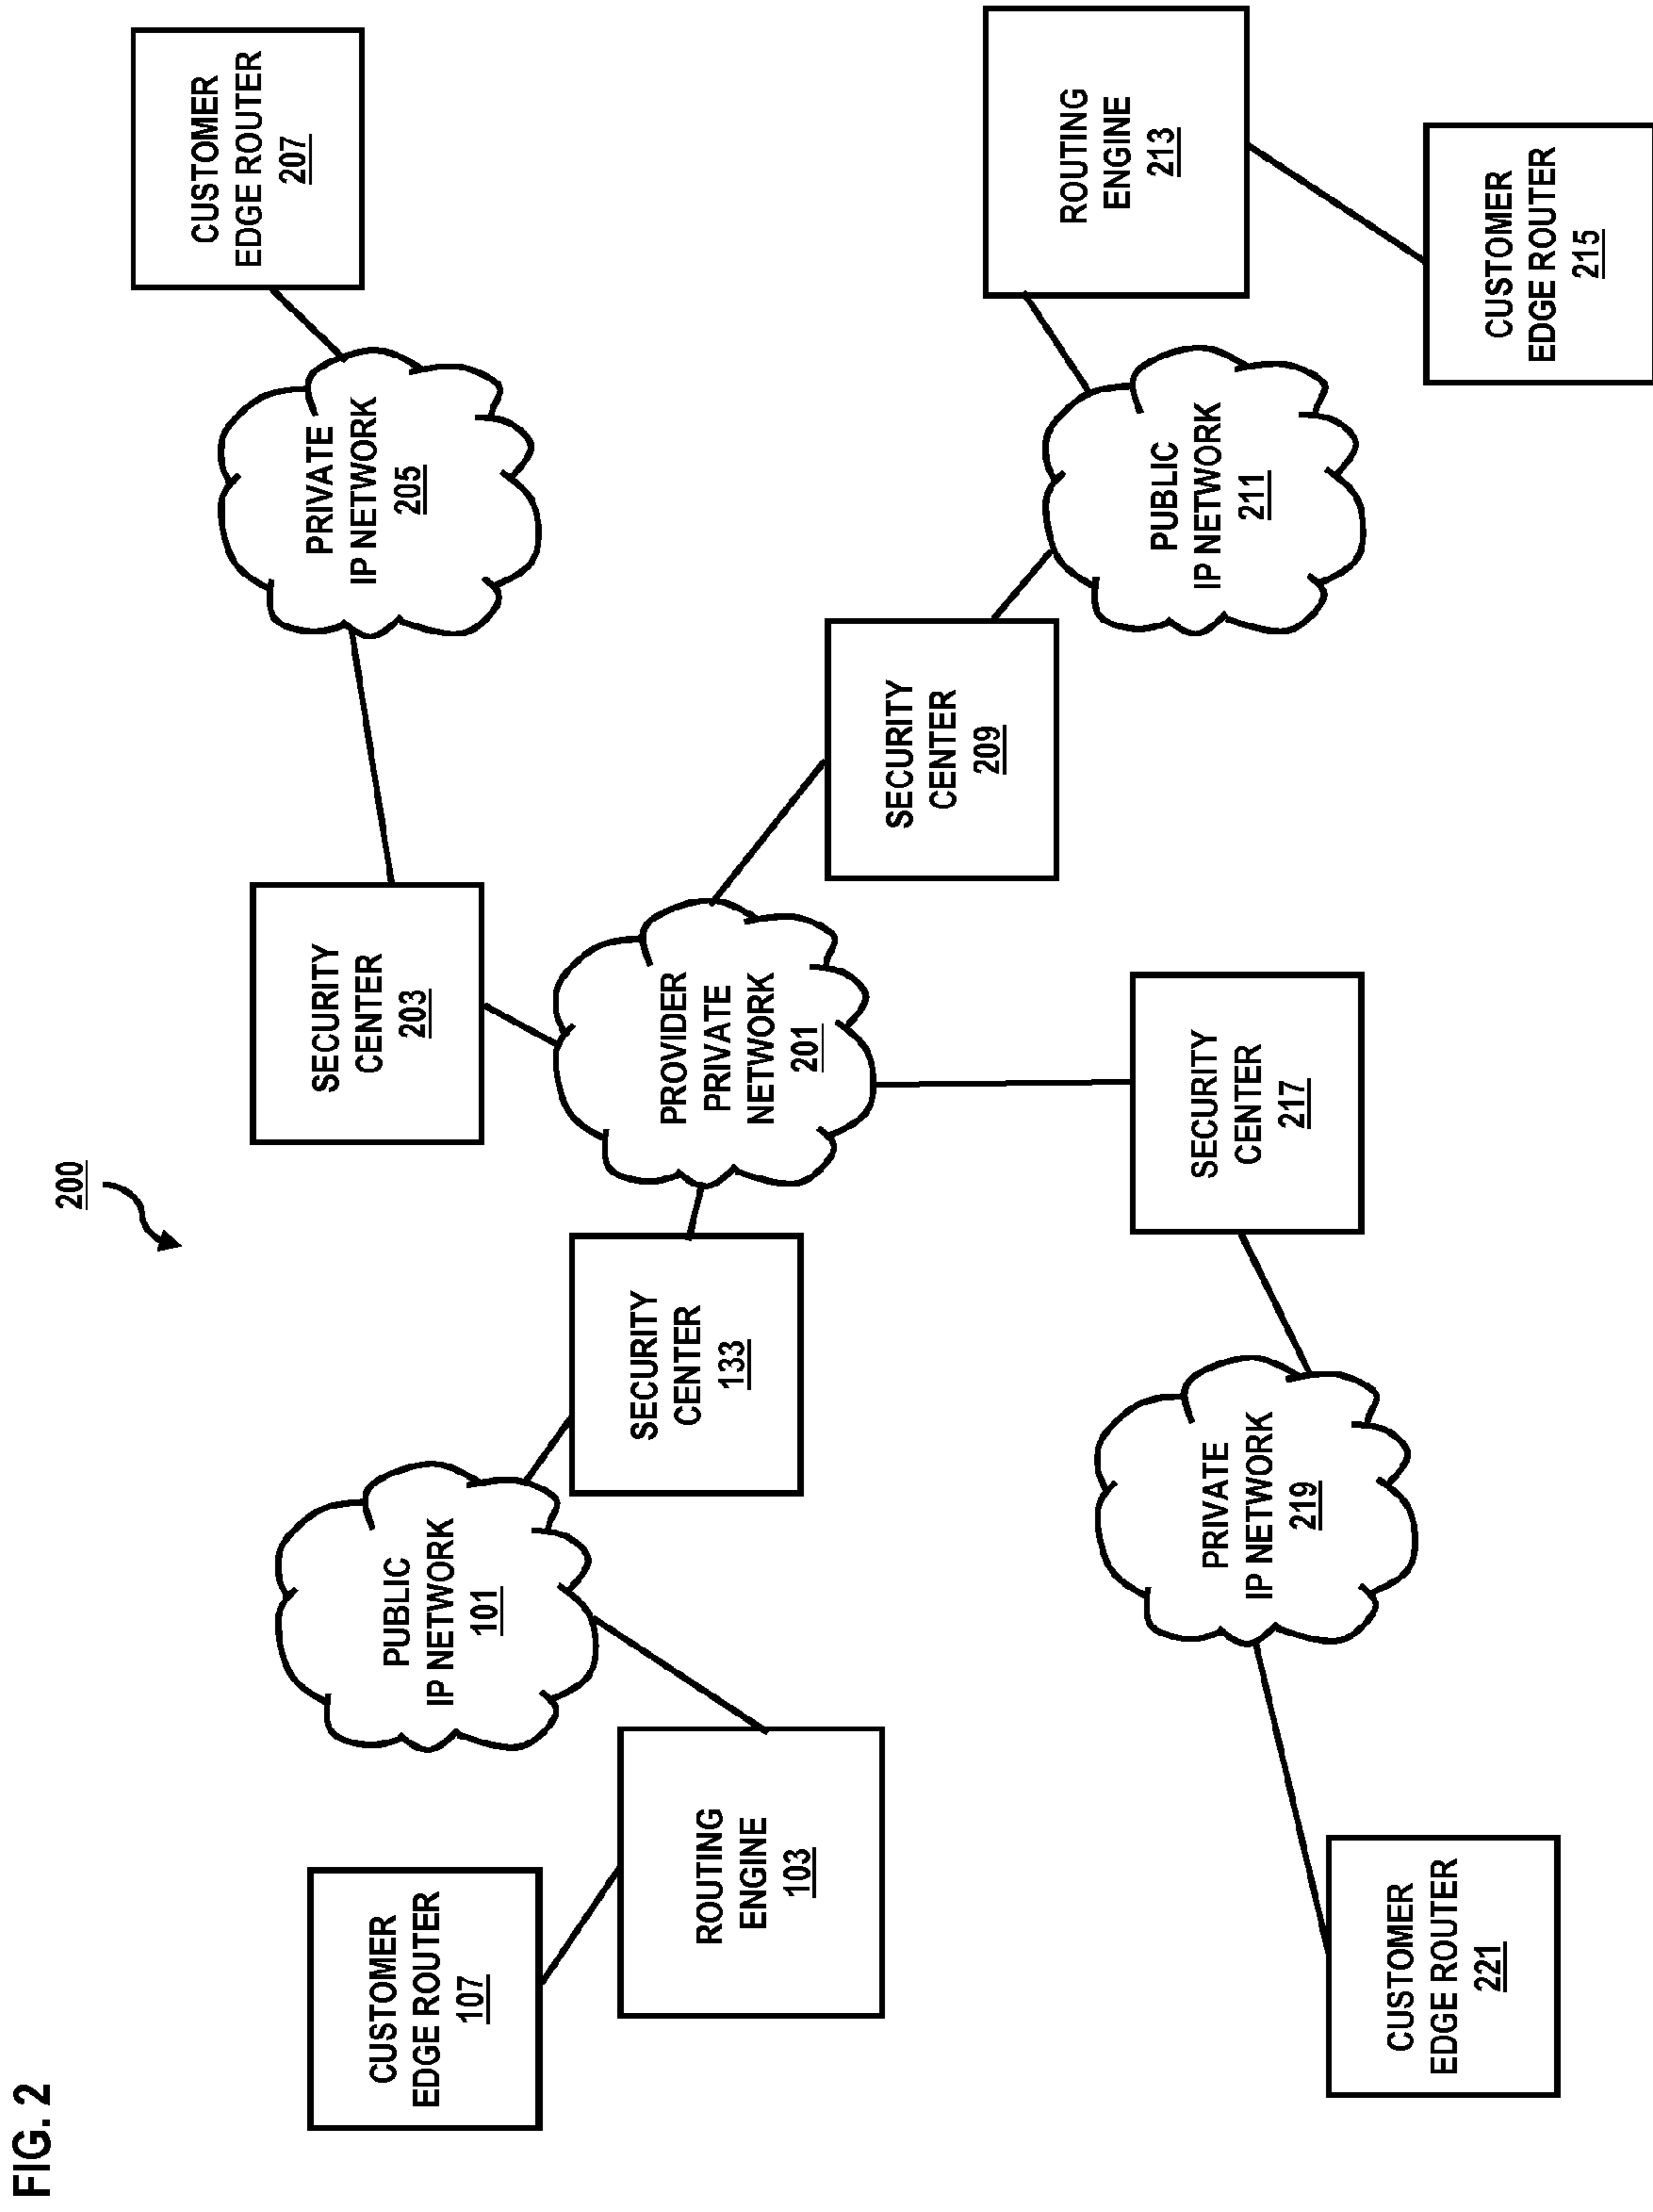 FIG. 2
200
CUSTOMER
EDGE ROUTER
107
PUBLIC
IP NETWORK
101
ROUTING
ENGINE
103
SECURITY
CENTER
133
SECURITY
CENTER
203
PRIVATE
IP NETWORK
205
CUSTOMER
EDGE ROUTER
207
PROVIDER
PRIVATE
NETWORK
201
SECURITY
CENTER
209
PUBLIC
IP NETWORK
211
ROUTING
ENGINE
213
CUSTOMER
EDGE ROUTER
215
SECURITY
CENTER
217
PRIVATE
IP NETWORK
219
CUSTOMER
EDGE ROUTER
221